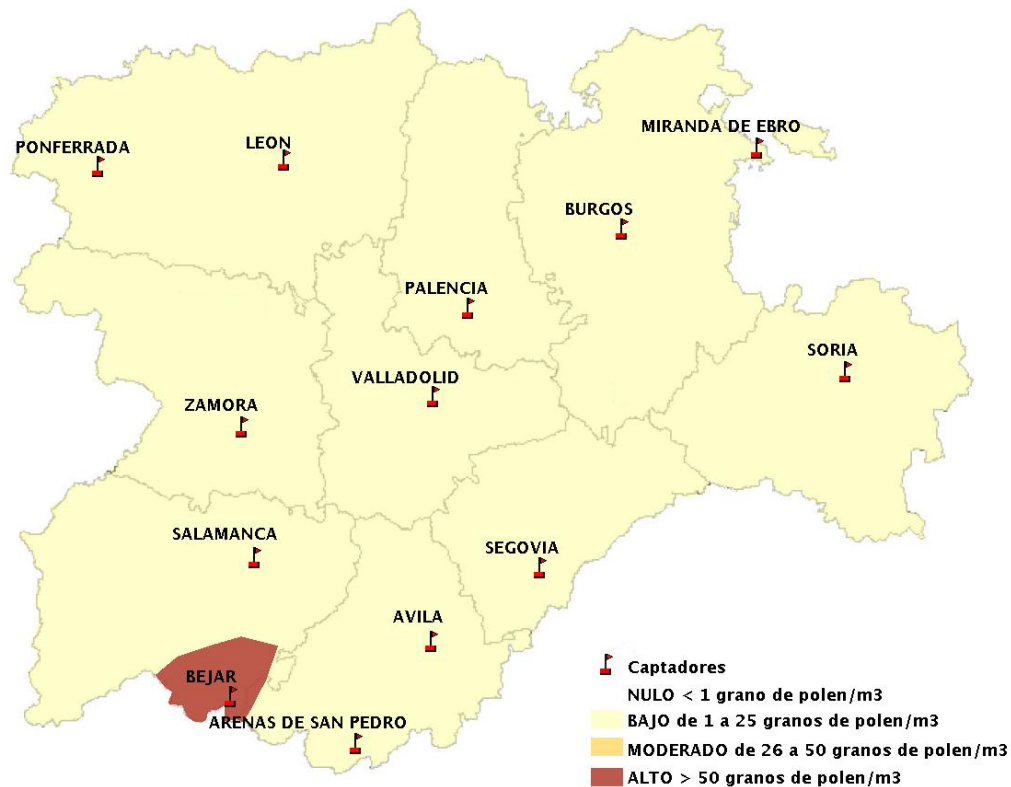 MIRANDA DE EBRO
PONFERRADA
LEON
BURGOS
PALENCIA
SORIA
VALLADOLID
ZAMORA
SALAMANCA
SEGOVIA
AVILA
BEJAR
ARENAS DE SAN PEDRO
Captadores
NULO < 1 grano de polen/m3
BAJO de 1 a 25 granos de polen/m3
MODERADO de 26 a 50 granos de polen/m3
ALTO > 50 granos de polen/m3